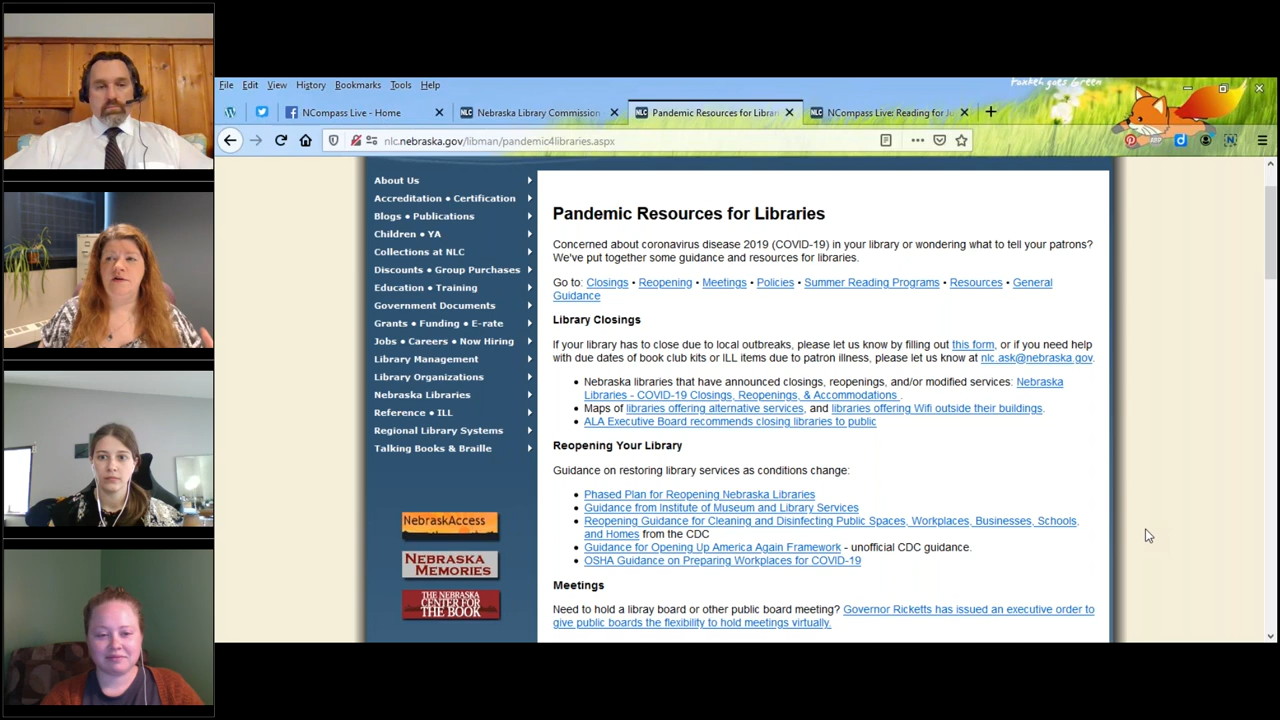 Foxkeh goes Green
File Edit View History Bookmarks Tools Help
NCompass Live - Home
Nebraska Library Commission
Pandemic Resources for Librar
NCompass Live: Reading for Ju
nlc.nebraska.gov/libman/pandemic4libraries.aspx
About Us
Accreditation • Certification
Blogs • Publications
Children • YA
Collections at NLC
Discounts • Group Purchases
Education • Training
Government Documents
Grants • Funding • E-rate
Jobs • Careers • Now Hiring
Library Management
Library Organizations
Nebraska Libraries
Reference • ILL
Regional Library Systems
Talking Books & Braille
NebraskAccess
NEBRASKA
MEMORIES
THE NEBRASKA
CENTER FOR
THE BOOK
Pandemic Resources for Libraries
Concerned about coronavirus disease 2019 (COVID-19) in your library or wondering what to tell your patrons?
We've put together some guidance and resources for libraries.
Go to: Closings • Reopening • Meetings • Policies • Summer Reading Programs • Resources • General
Guidance
Library Closings
If your library has to close due to local outbreaks, please let us know by filling out this form, or if you need help
with due dates of book club kits or ILL items due to patron illness, please let us know at nlc.ask@nebraska.gov.
• Nebraska libraries that have announced closings, reopenings, and/or modified services: Nebraska
Libraries - COVID-19 Closings, Reopenings, & Accommodations .
• Maps of libraries offering alternative services, and libraries offering Wifi outside their buildings.
• ALA Executive Board recommends closing libraries to public
Reopening Your Library
Guidance on restoring library services as conditions change:
• Phased Plan for Reopening Nebraska Libraries
• Guidance from Institute of Museum and Library Services
• Reopening Guidance for Cleaning and Disinfecting Public Spaces, Workplaces, Businesses, Schools,
and Homes from the CDC
• Guidance for Opening Up America Again Framework - unofficial CDC guidance.
• OSHA Guidance on Preparing Workplaces for COVID-19
Meetings
Need to hold a libray board or other public board meeting? Governor Ricketts has issued an executive order to
give public boards the flexibility to hold meetings virtually.